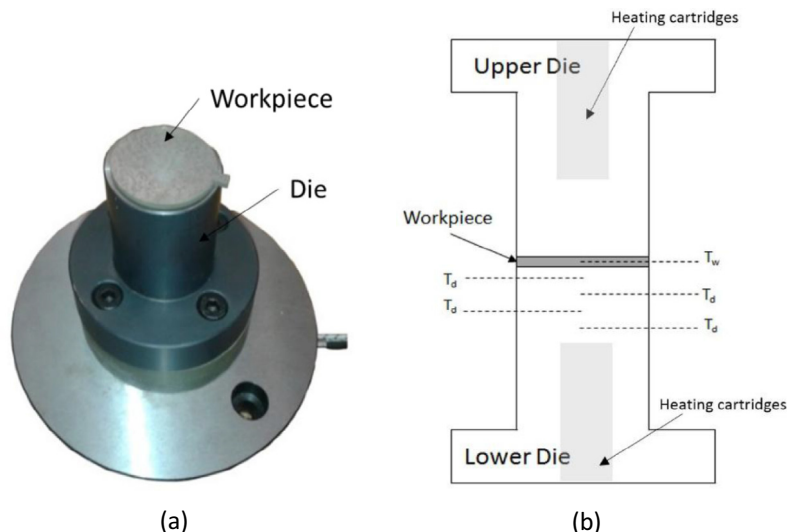 Workpiece
Die
(a)
Heating cartridges
Upper Die
Workpiece
T_w
T_d
T_d
T_d
T_d
Heating cartridges
Lower Die
(b)